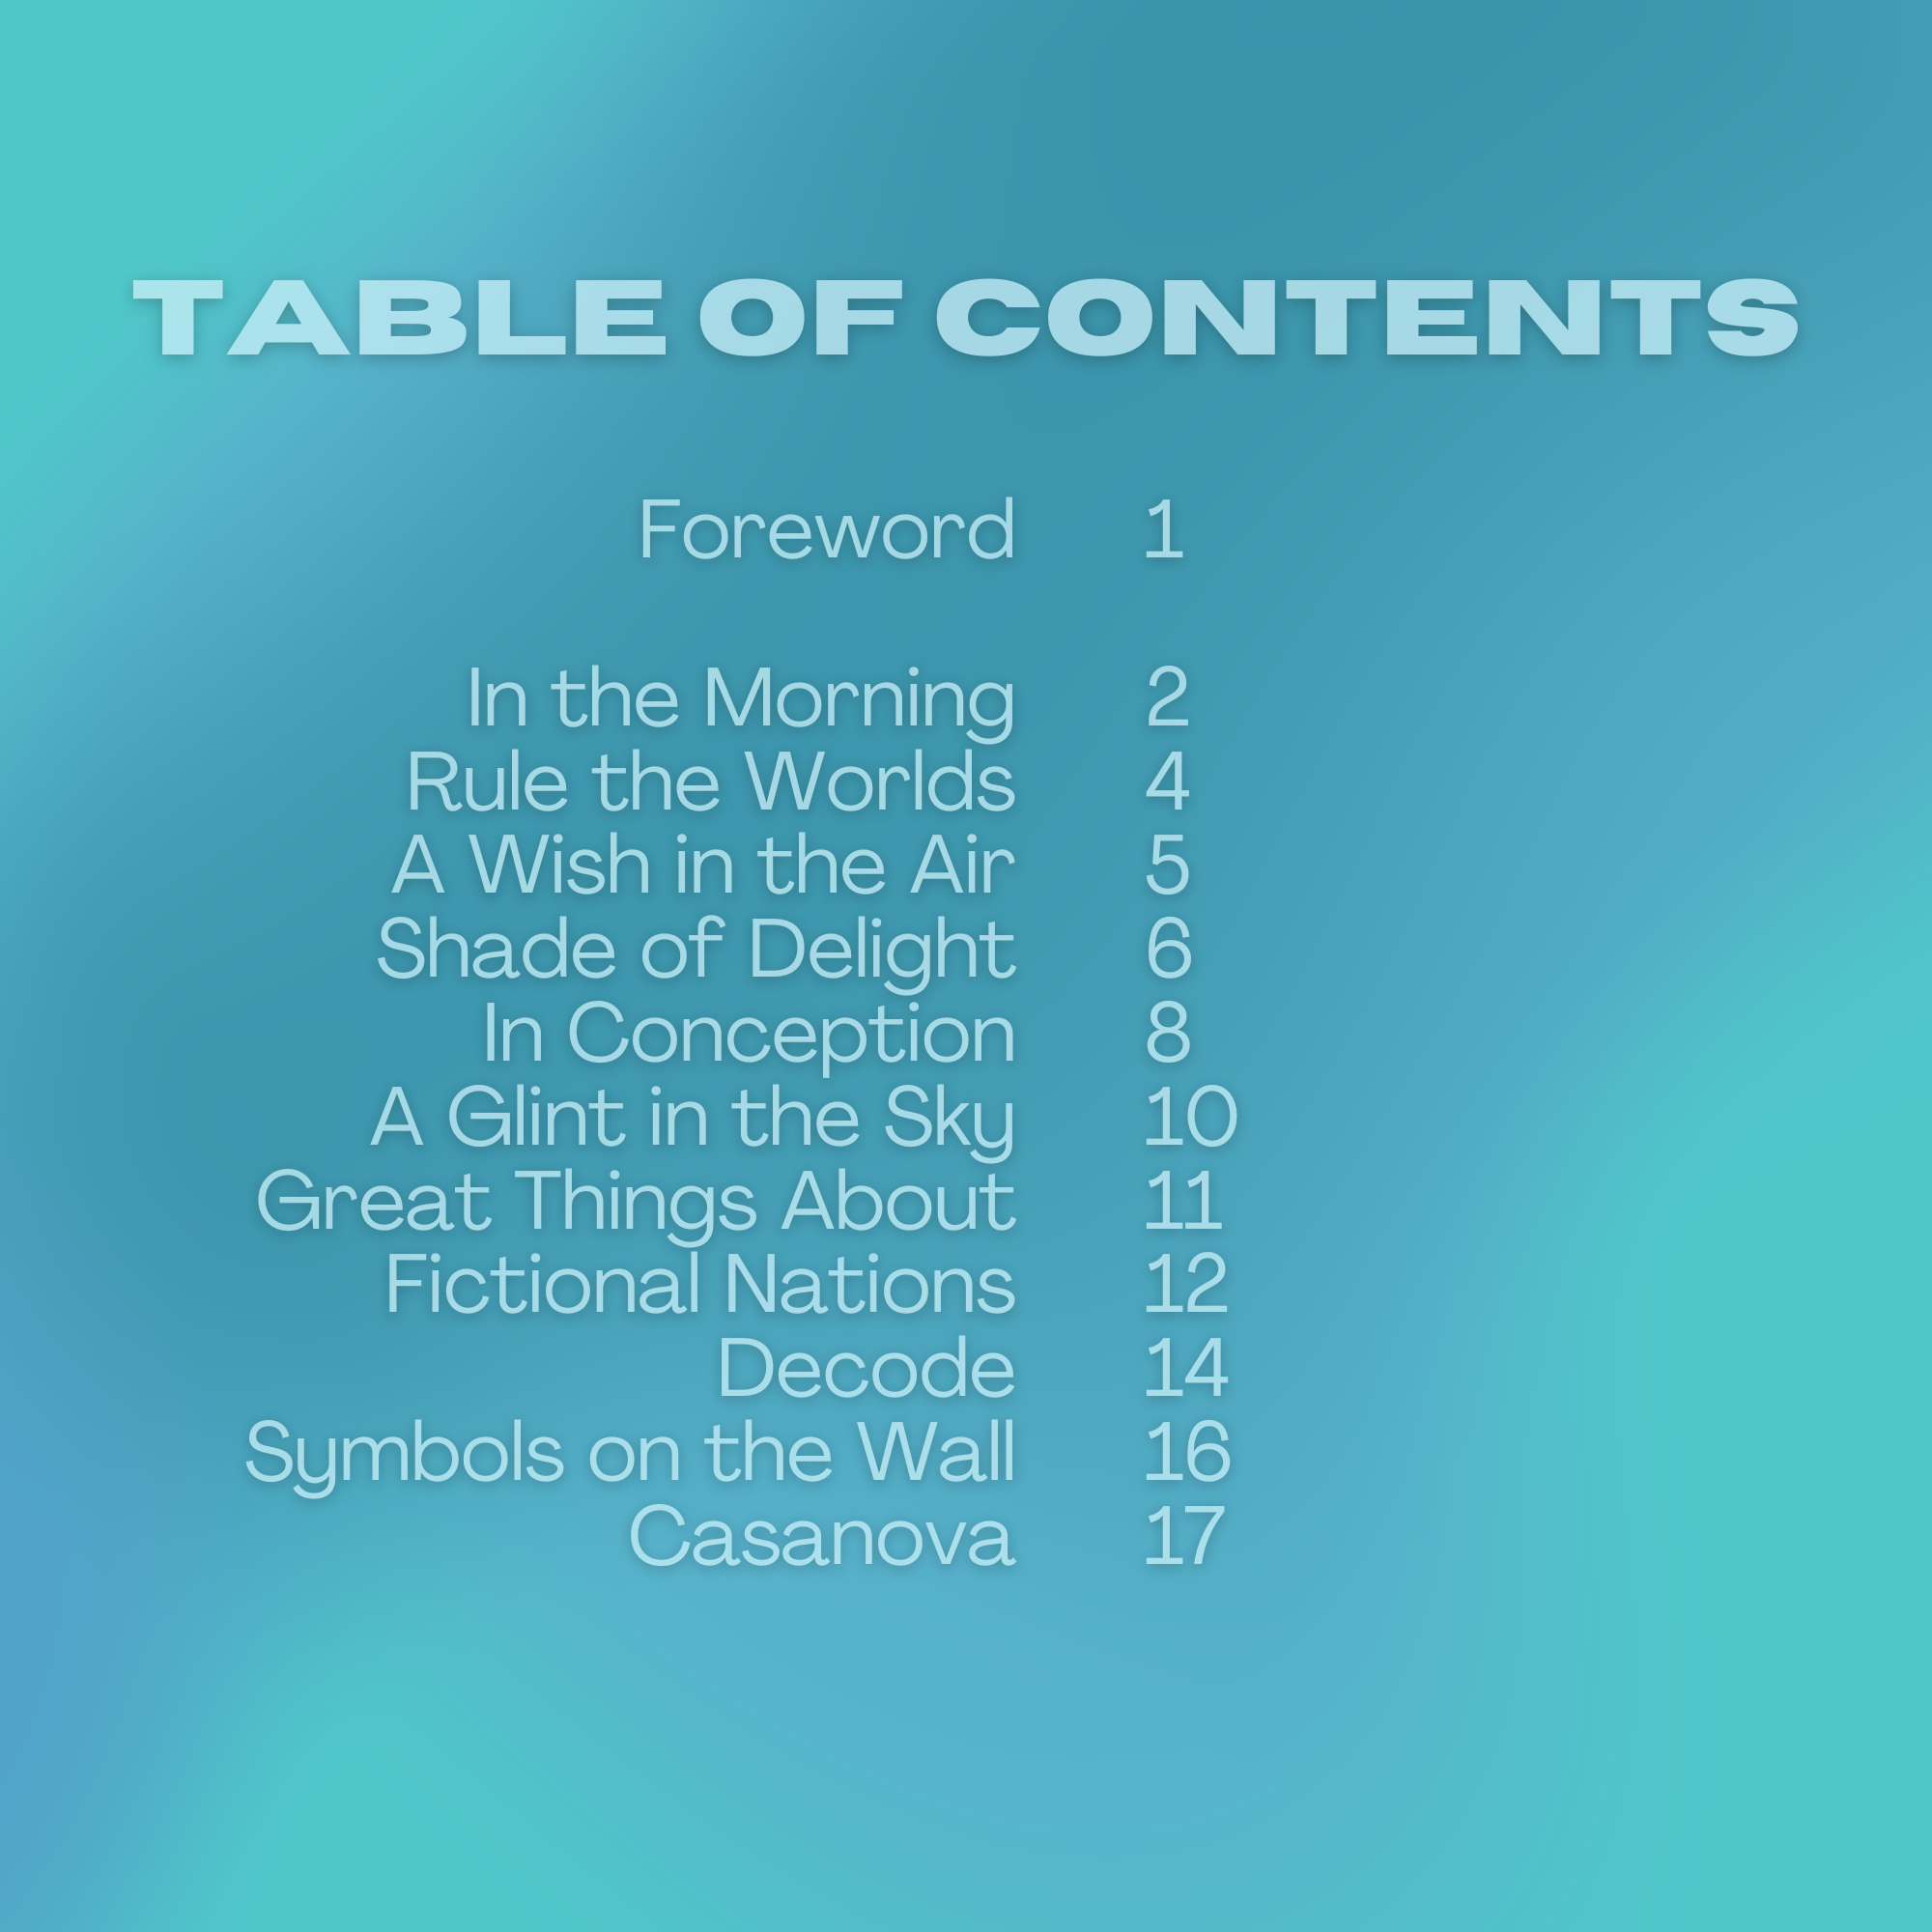 TABLE OF CONTENTS
Foreword 1
In the Morning 2
Rule the Worlds 4
A Wish in the Air 5
Shade of Delight 6
In Conception 8
A Glint in the Sky 10
Great Things About 11
Fictional Nations 12
Decode 14
Symbols on the Wall 16
Casanova 17